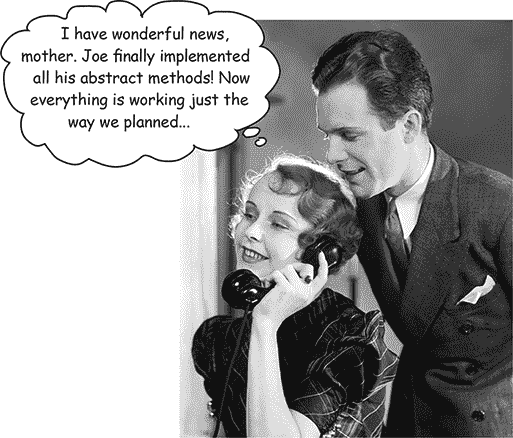 I have wonderful news,
mother. Joe finally implemented
all his abstract methods! Now
everything is working just the
way we planned...